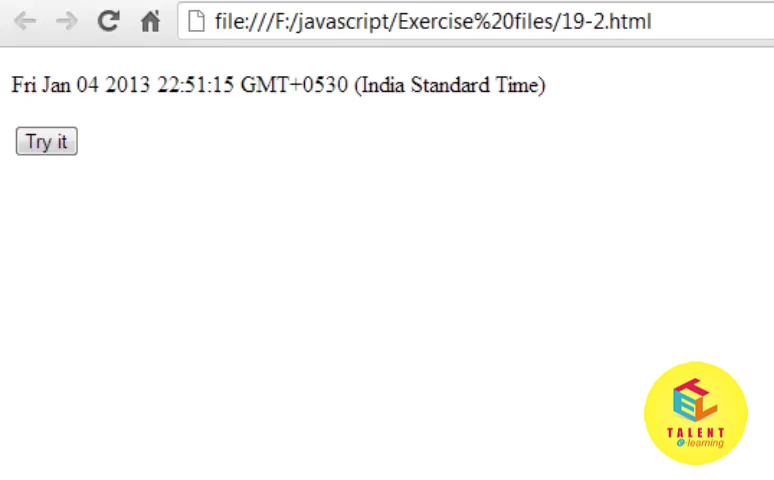 file:///F:/javascript/Exercise%20files/19-2.html
Fri Jan 04 2013 22:51:15 GMT+0530 (India Standard Time)
Try it
TEL
TALENT
e-learning